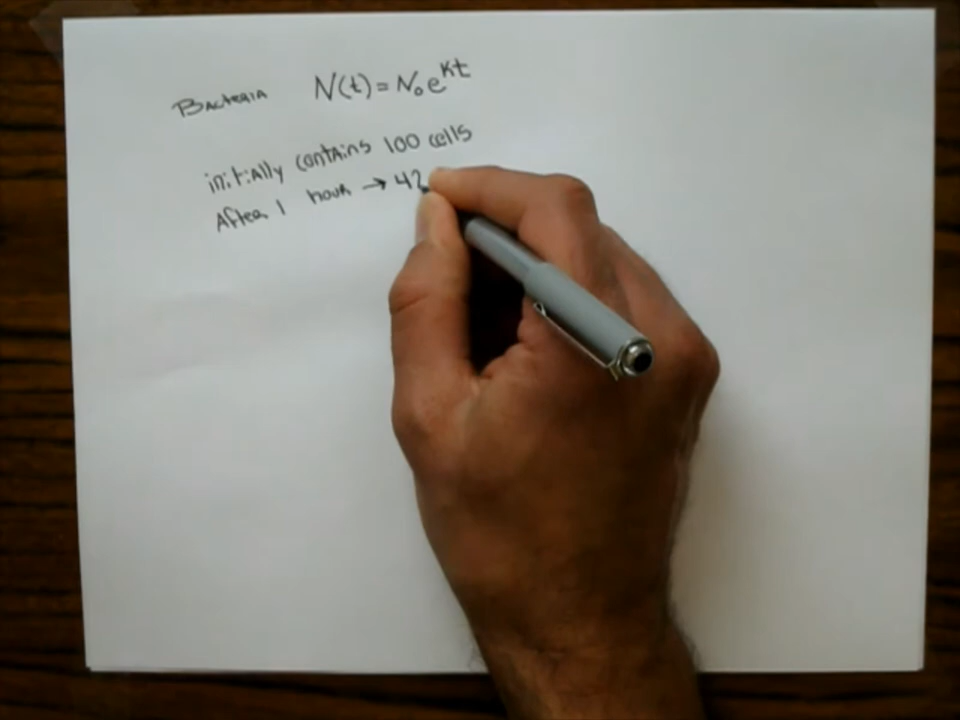 Bacteria N(t) = N₀e^kt
initially contains 100 cells
After 1 hour → 42